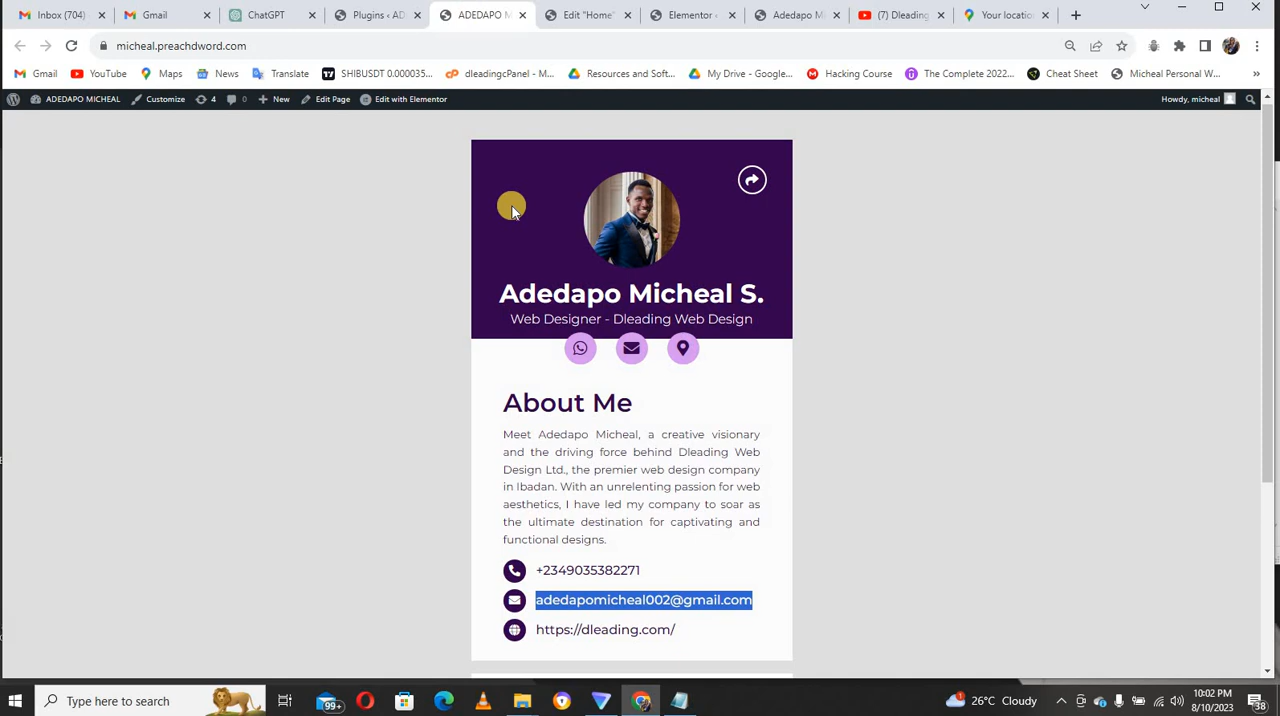 Inbox (704)
Gmail
ChatGPT
Plugins ‹ AD
ADEDAPO M
Edit "Home"
Elementor ‹
Adedapo Mi
(7) Dleading
Your locatio
micheal.preachdword.com
Gmail
YouTube
Maps
News
Translate
SHIBUSDT 0.000035...
dleadingcPanel - M...
Resources and Soft...
My Drive - Google...
Hacking Course
The Complete 2022...
Cheat Sheet
Micheal Personal W...
»
ADEDAPO MICHEAL
Customize
4
0
New
Edit Page
Edit with Elementor
Howdy, micheal
Adedapo Micheal S.
Web Designer - Dleading Web Design
About Me
Meet Adedapo Micheal, a creative visionary
and the driving force behind Dleading Web
Design Ltd., the premier web design company
in Ibadan. With an unrelenting passion for web
aesthetics, I have led my company to soar as
the ultimate destination for captivating and
functional designs.
+2349035382271
adedapomicheal002@gmail.com
https://dleading.com/
Type here to search
99+
1
26°C Cloudy
10:02 PM
8/10/2023
38